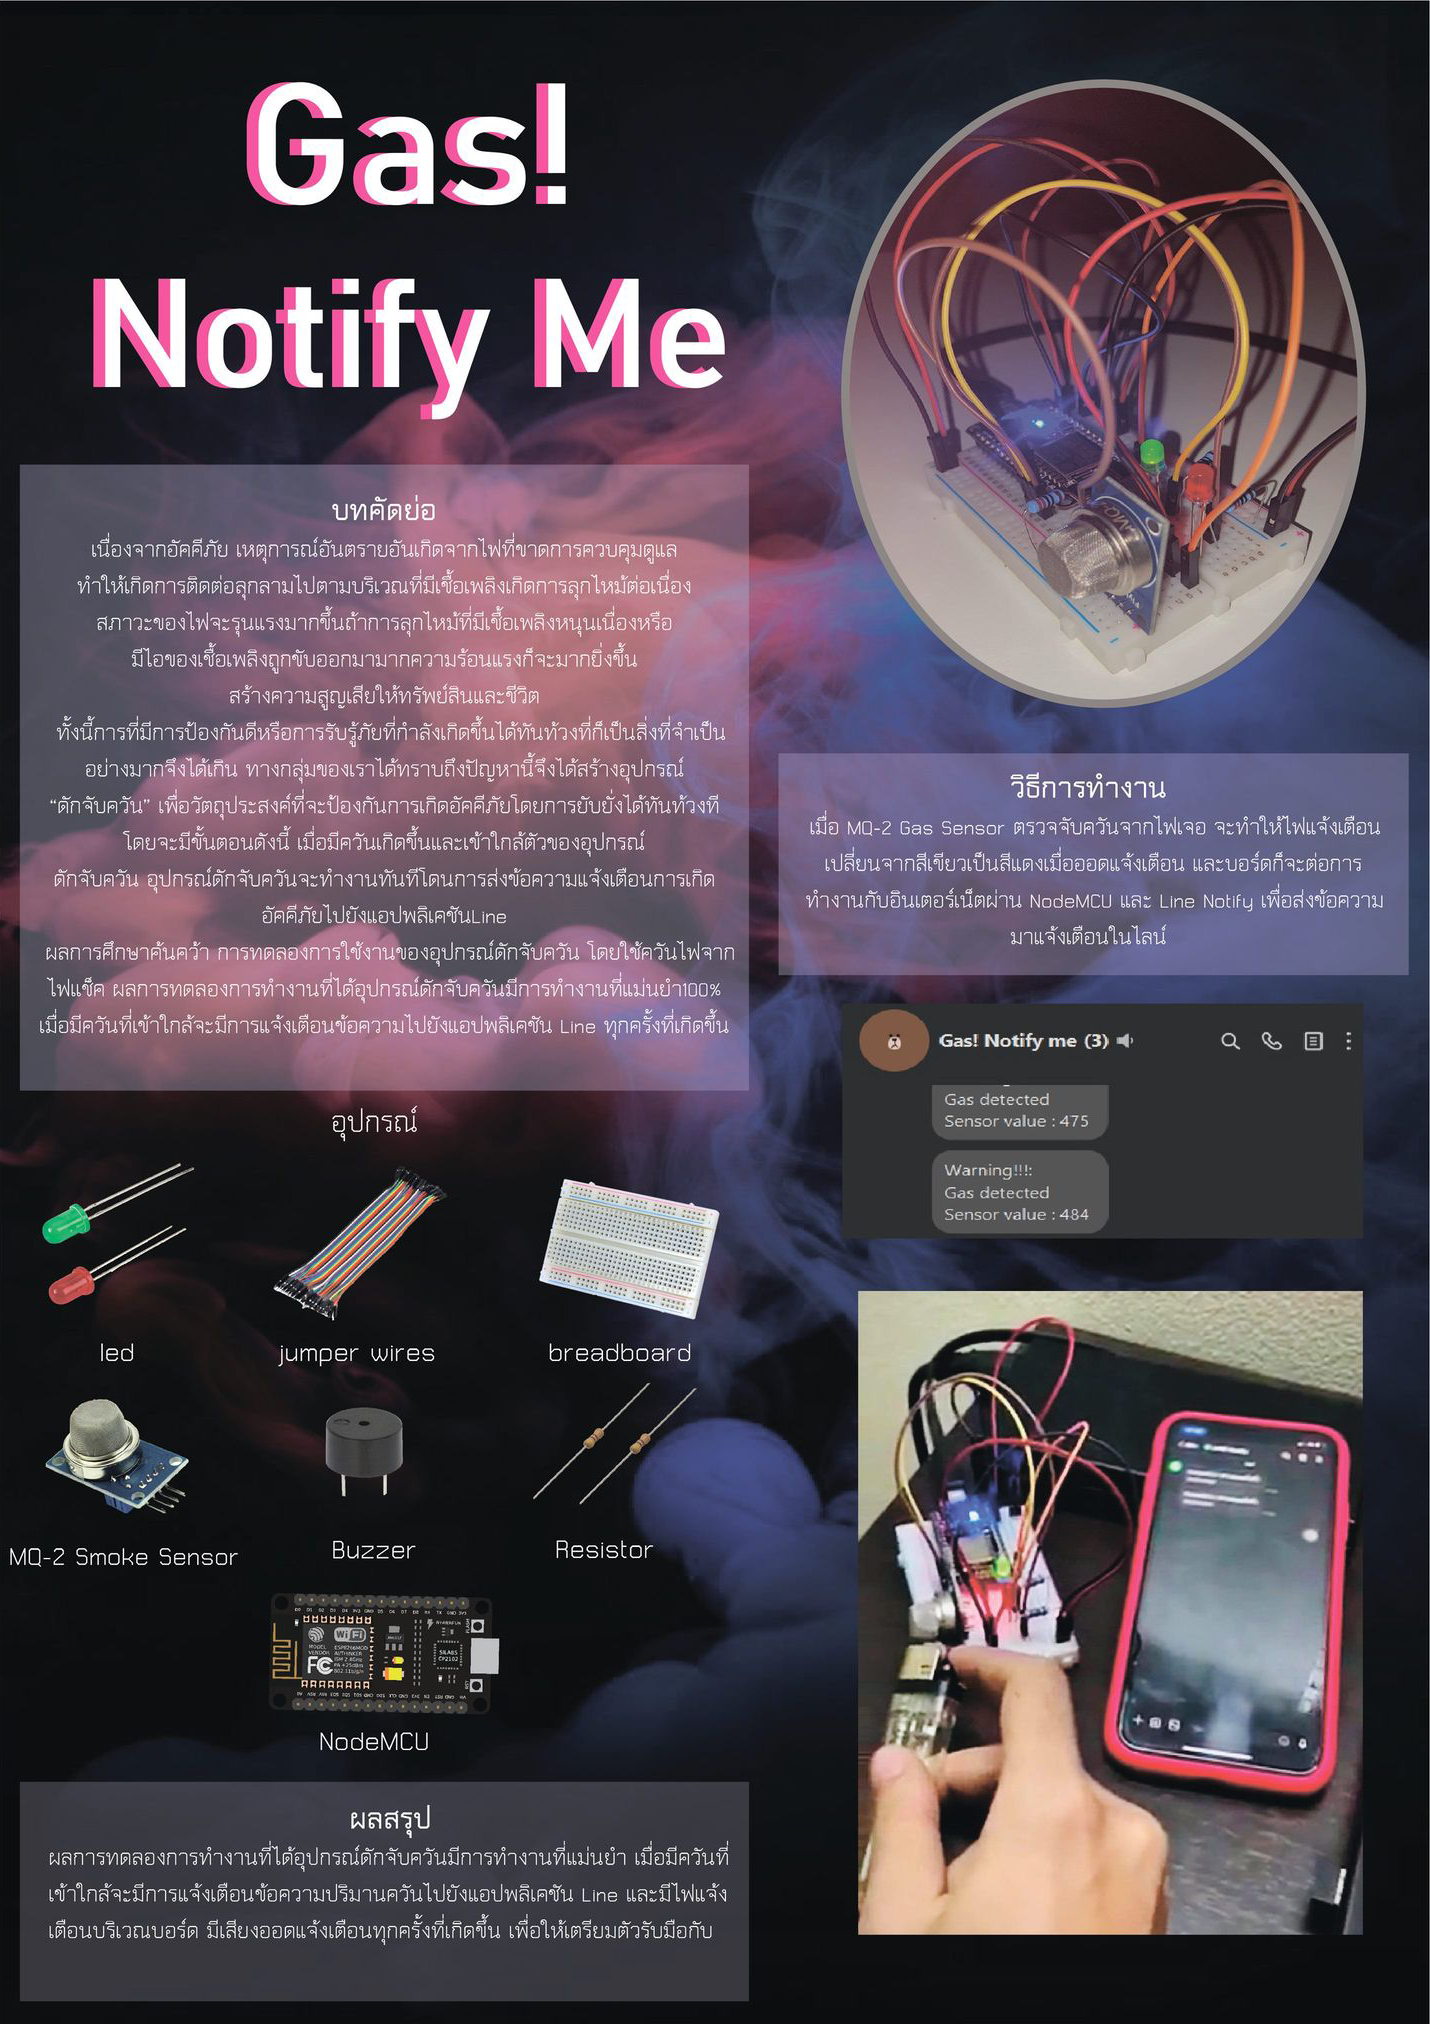 Gas!
Notify Me
บทคัดย่อ
เนื่องจากอัคคีภัย เหตุการณ์อันตรายอันเกิดจากไฟที่ขาดการควบคุมดูแล
ทำให้เกิดการติดต่อลุกลามไปตามบริเวณที่มีเชื้อเพลิงเกิดการลุกไหม้ต่อเนื่อง
สภาวะของไฟจะรุนแรงมากขึ้นถ้าการลุกไหม้ที่มีเชื้อเพลิงหนุนเนื่องหรือ
มีไอของเชื้อเพลิงถูกขับออกมามากความร้อนแรงก็จะมากยิ่งขึ้น
สร้างความสูญเสียให้ทรัพย์สินและชีวิต
ทั้งนี้การที่มีการป้องกันดีหรือการรับรู้ภัยที่กำลังเกิดขึ้นได้ทันท้วงที่ก็เป็นสิ่งที่จำเป็น
อย่างมากจึงได้เกิน ทางกลุ่มของเราได้ทราบถึงปัญหานี้จึงได้สร้างอุปกรณ์
“ดักจับควัน” เพื่อวัตถุประสงค์ที่จะป้องกันการเกิดอัคคีภัยโดยการยับยั่งได้ทันท้วงที
โดยจะมีขั้นตอนดังนี้ เมื่อมีควันเกิดขึ้นและเข้าใกล้ตัวของอุปกรณ์
ดักจับควัน อุปกรณ์ดักจับควันจะทำงานทันทีโดนการส่งข้อความแจ้งเตือนการเกิด
อัคคีภัยไปยังแอปพลิเคชันLine
ผลการศึกษาค้นคว้า การทดลองการใช้งานของอุปกรณ์ดักจับควัน โดยใช้ควันไฟจาก
ไฟแช็ค ผลการทดลองการทำงานที่ได้อุปกรณ์ดักจับควันมีการทำงานที่แม่นยำ100%
เมื่อมีควันที่เข้าใกล้จะมีการแจ้งเตือนข้อความไปยังแอปพลิเคชัน Line ทุกครั้งที่เกิดขึ้น
วิธีการทำงาน
เมื่อ MQ-2 Gas Sensor ตรวจจับควันจากไฟเจอ จะทำให้ไฟแจ้งเตือน
เปลี่ยนจากสีเขียวเป็นสีแดงเมื่อออดแจ้งเตือน และบอร์ดก็จะต่อการ
ทำงานกับอินเตอร์เน็ตผ่าน NodeMCU และ Line Notify เพื่อส่งข้อความ
มาแจ้งเตือนในไลน์
Gas! Notify me (3)
Gas detected
Sensor value : 475
Warning!!!:
Gas detected
Sensor value : 484
อุปกรณ์
led
jumper wires
breadboard
MQ-2 Smoke Sensor
Buzzer
Resistor
WiFi
FC
NodeMCU
ผลสรุป
ผลการทดลองการทำงานที่ได้อุปกรณ์ดักจับควันมีการทำงานที่แม่นยำ เมื่อมีควันที่
เข้าใกล้จะมีการแจ้งเตือนข้อความปริมานควันไปยังแอปพลิเคชัน Line และมีไฟแจ้ง
เตือนบริเวณบอร์ด มีเสียงออดแจ้งเตือนทุกครั้งที่เกิดขึ้น เพื่อให้เตรียมตัวรับมือกับ